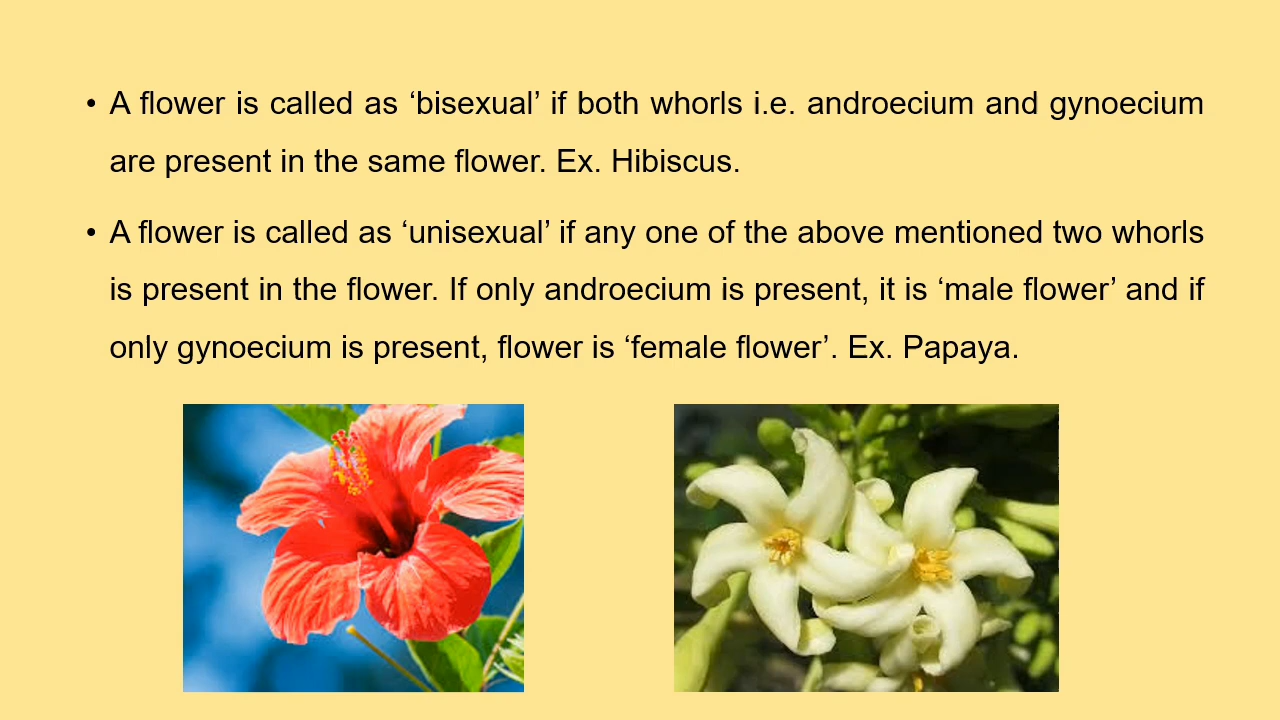 • A flower is called as ‘bisexual’ if both whorls i.e. androecium and gynoecium
are present in the same flower. Ex. Hibiscus.
• A flower is called as ‘unisexual’ if any one of the above mentioned two whorls
is present in the flower. If only androecium is present, it is ‘male flower’ and if
only gynoecium is present, flower is ‘female flower’. Ex. Papaya.